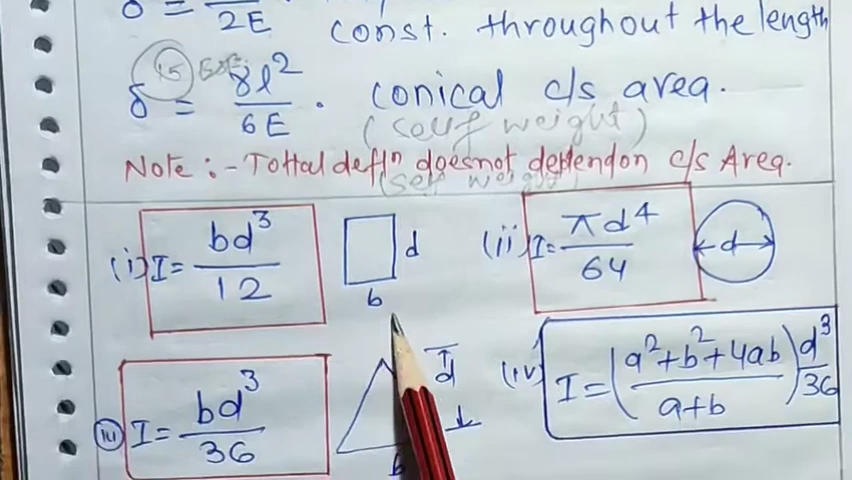 δ = /2E const. throughout the length
δ = γl²/6E . conical c/s area.
(self weight)
Note :- Tottal defln doesnot dependon c/s Area.
(self weight)
(i) I = bd³/12 d b (ii) I = πd⁴/64 d
(iii) I = bd³/36 d b (iv) I = (a²+b²+4ab/a+b) d³/36